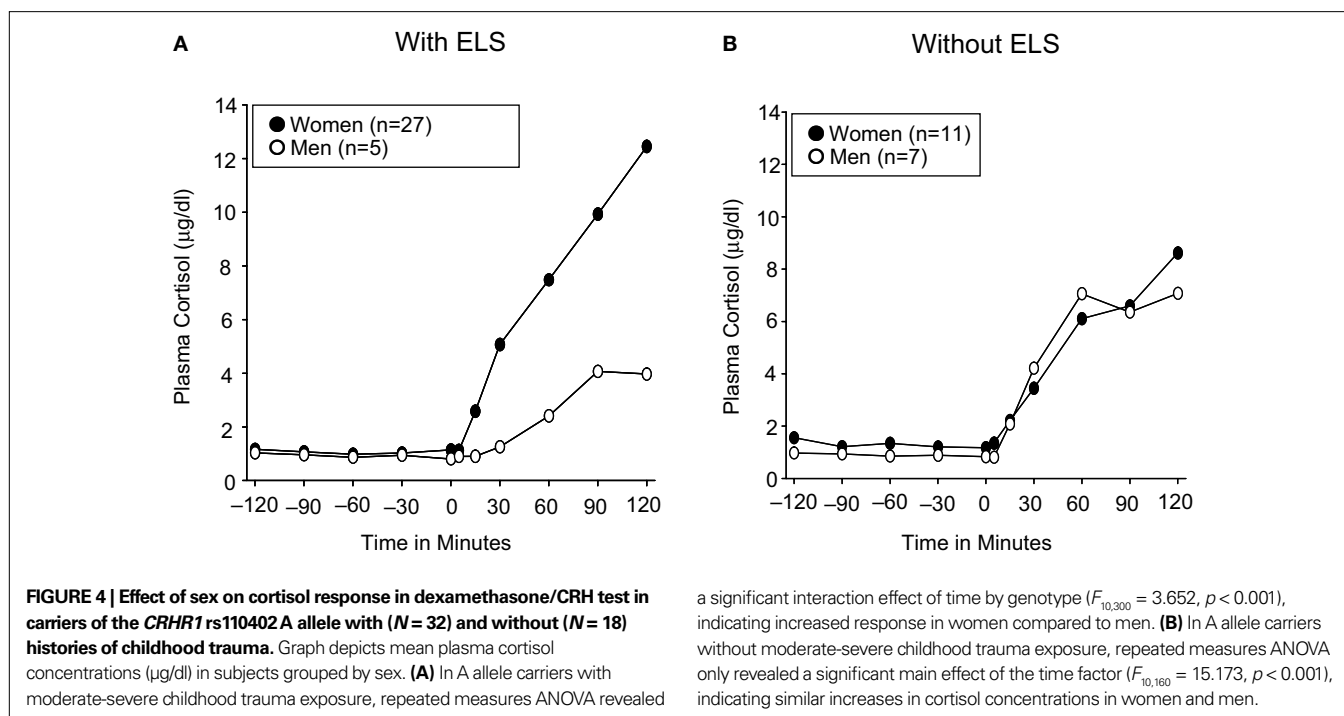 A With ELS
14
12
10
8
6
4
2
0
Plasma Cortisol (µg/dl)
Women (n=27)
Men (n=5)
–120 –90 –60 –30 0 30 60 90 120
Time in Minutes
B Without ELS
14
12
10
8
6
4
2
0
Plasma Cortisol (µg/dl)
Women (n=11)
Men (n=7)
–120 –90 –60 –30 0 30 60 90 120
Time in Minutes
FIGURE 4 | Effect of sex on cortisol response in dexamethasone/CRH test in
carriers of the CRHR1 rs110402 A allele with (N = 32) and without (N = 18)
histories of childhood trauma. Graph depicts mean plasma cortisol
concentrations (µg/dl) in subjects grouped by sex. (A) In A allele carriers with
moderate-severe childhood trauma exposure, repeated measures ANOVA revealed
a significant interaction effect of time by genotype (F10,300 = 3.652, p < 0.001),
indicating increased response in women compared to men. (B) In A allele carriers
without moderate-severe childhood trauma exposure, repeated measures ANOVA
only revealed a significant main effect of the time factor (F10,160 = 15.173, p < 0.001),
indicating similar increases in cortisol concentrations in women and men.